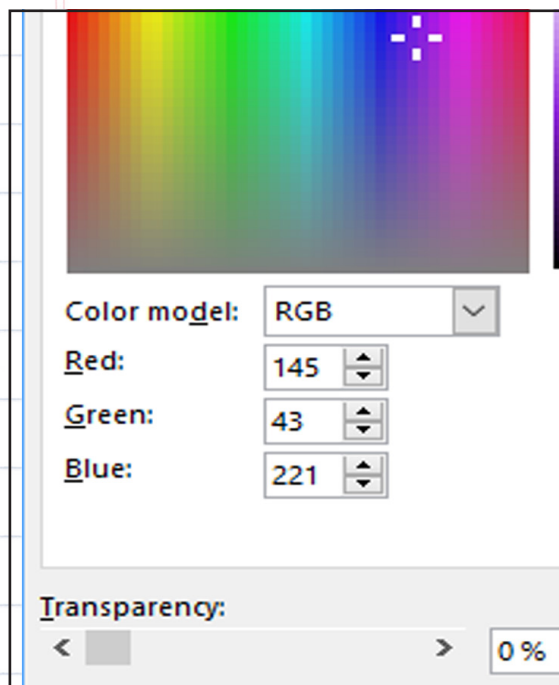 Color model: RGB
Red: 145
Green: 43
Blue: 221
Transparency:
0 %